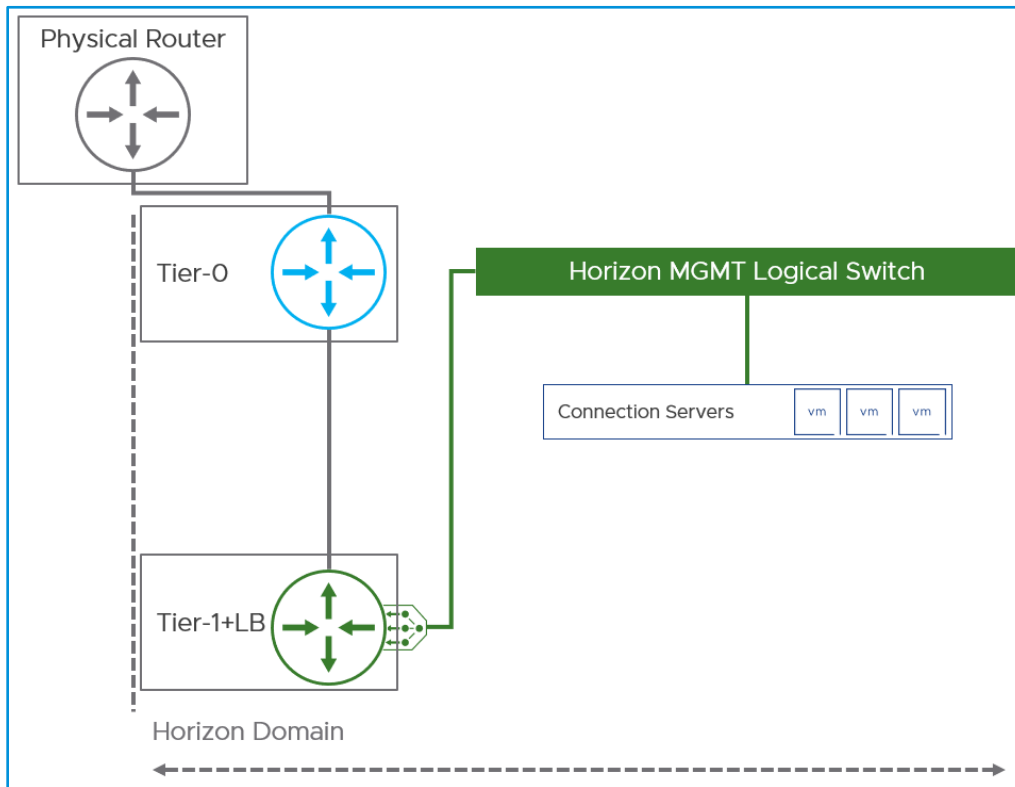 Physical Router
Tier-0
Horizon MGMT Logical Switch
Connection Servers
vm
vm
vm
Tier-1+LB
Horizon Domain